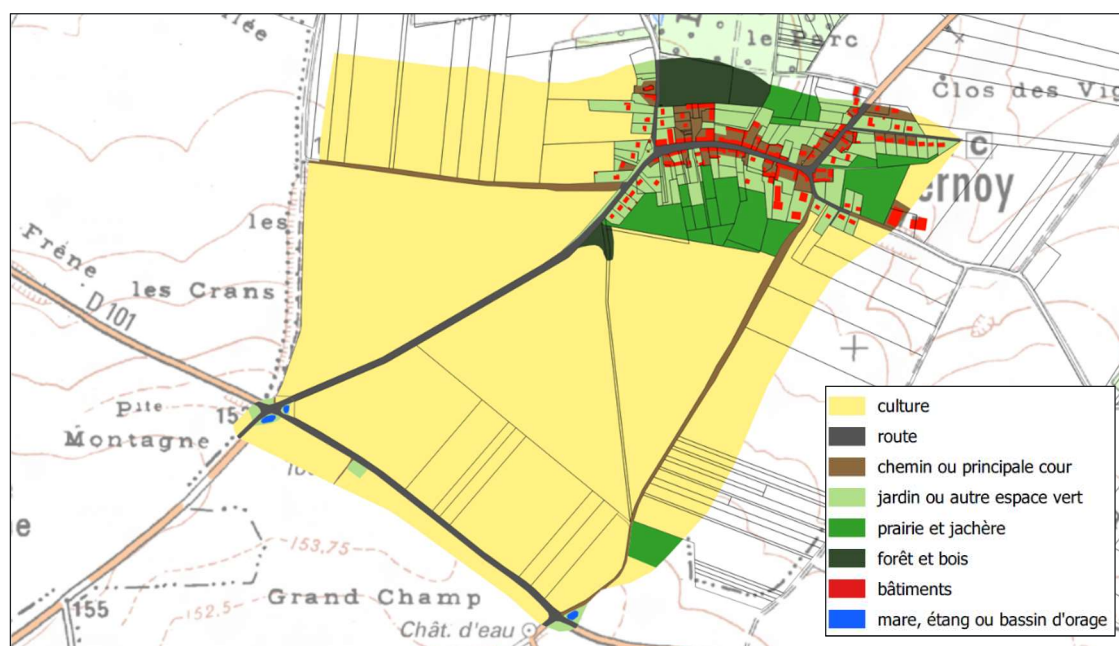 le Parc
Clos des Vig
C
ernoy
les
les Crans
Frêne
D 101
Pite
Montagne
153.75
Grand Champ
155
152.5
Chât. d'eau
culture
route
chemin ou principale cour
jardin ou autre espace vert
prairie et jachère
forêt et bois
bâtiments
mare, étang ou bassin d'orage